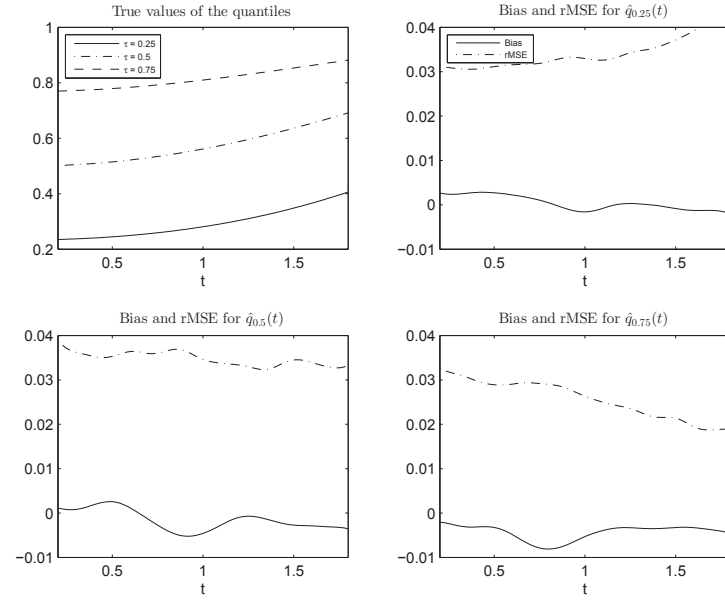 True values of the quantiles
1
0.8
0.6
0.4
0.2
0.5
1
1.5
t
τ = 0.25
τ = 0.5
τ = 0.75
Bias and rMSE for q̂0.25(t)
0.04
0.03
0.02
0.01
0
−0.01
0.5
1
1.5
t
Bias
rMSE
Bias and rMSE for q̂0.5(t)
0.04
0.03
0.02
0.01
0
−0.01
0.5
1
1.5
t
Bias and rMSE for q̂0.75(t)
0.04
0.03
0.02
0.01
0
−0.01
0.5
1
1.5
t